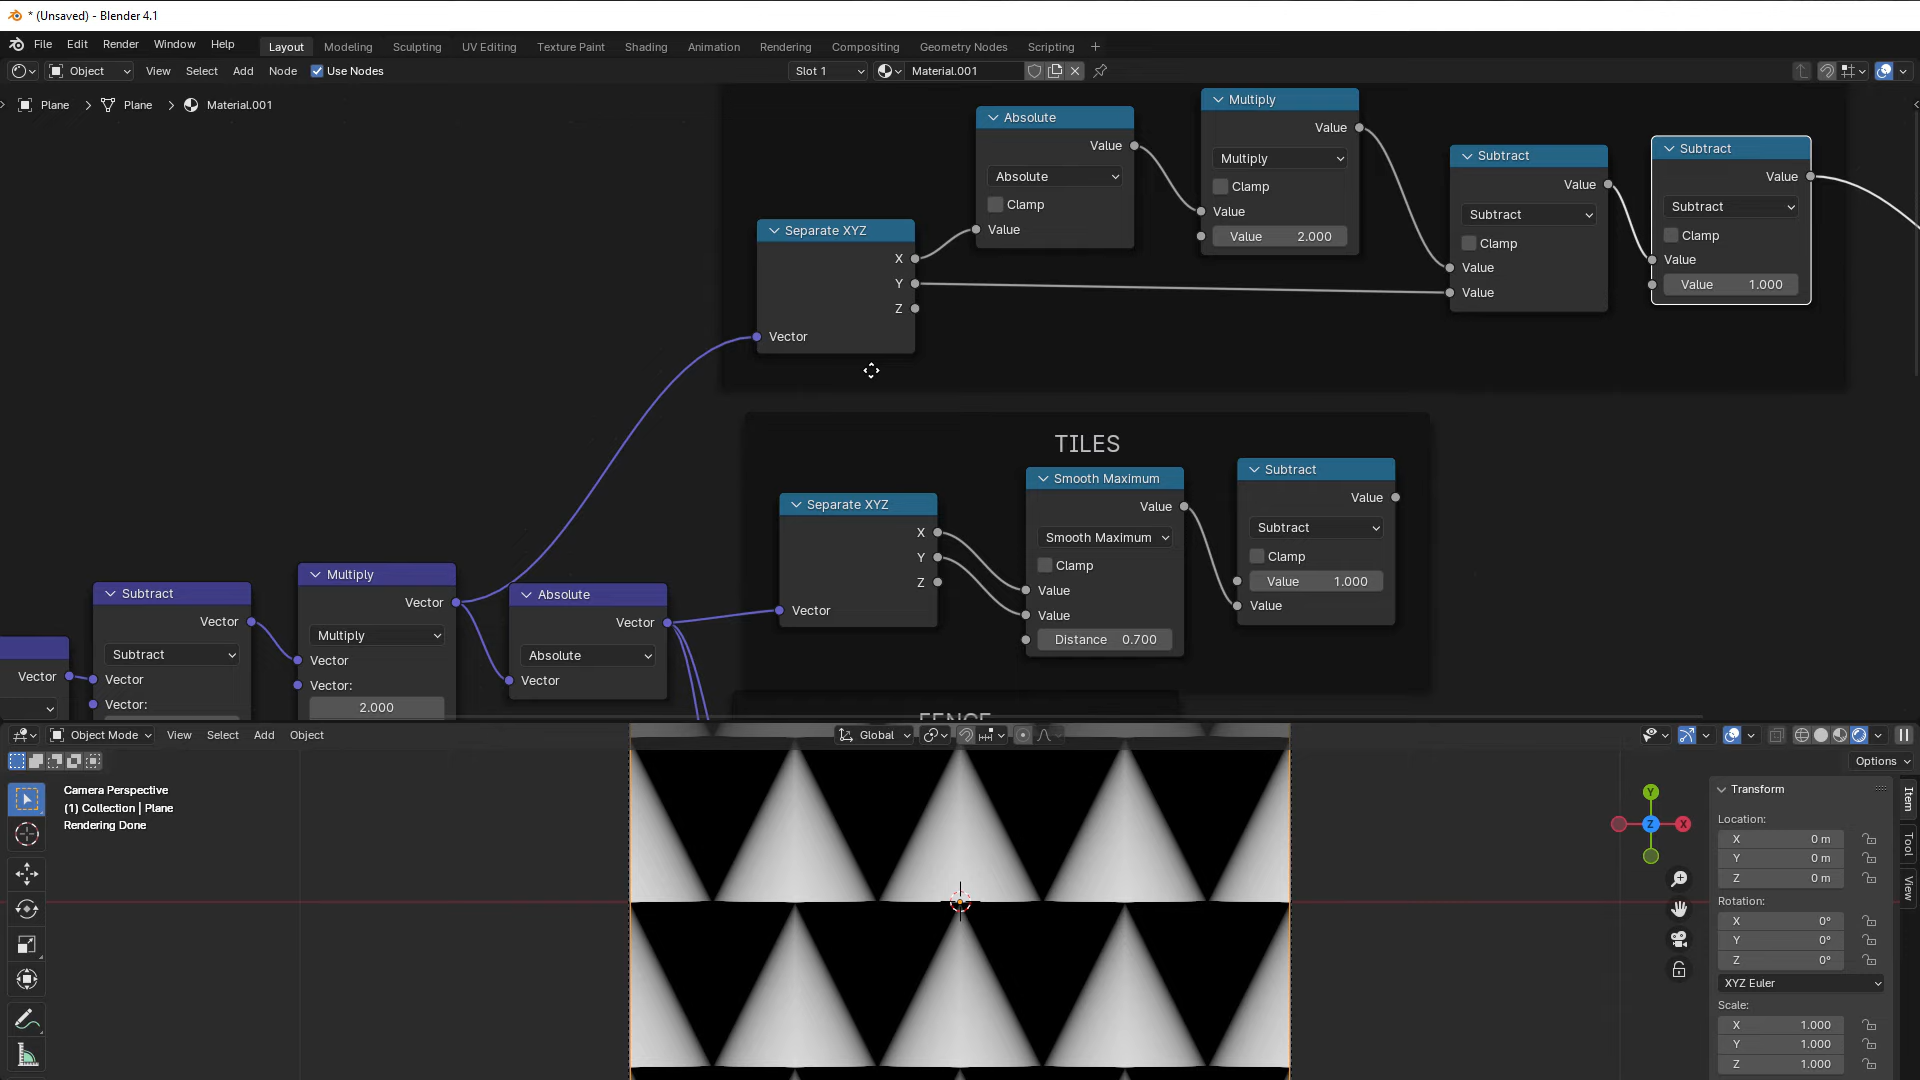 * (Unsaved) - Blender 4.1
File Edit Render Window Help Layout Modeling Sculpting UV Editing Texture Paint Shading Animation Rendering Compositing Geometry Nodes Scripting +
Object View Select Add Node Use Nodes Slot 1 Material.001
Plane > Plane > Material.001
Absolute
Value
Absolute
Clamp
Value
Multiply
Value
Multiply
Clamp
Value
Value 2.000
Subtract
Value
Subtract
Clamp
Value
Value
Subtract
Value
Subtract
Clamp
Value
Value 1.000
Separate XYZ
X
Y
Z
Vector
TILES
Separate XYZ
X
Y
Z
Vector
Smooth Maximum
Value
Smooth Maximum
Clamp
Value
Value
Distance 0.700
Subtract
Value
Subtract
Clamp
Value 1.000
Value
Vector
Subtract
Vector
Subtract
Vector
Vector:
Multiply
Vector
Multiply
Vector
Vector:
2.000
Absolute
Vector
Absolute
Vector
FENCE
Object Mode View Select Add Object Global
Options
Camera Perspective
(1) Collection | Plane
Rendering Done
Y
Z
X
Transform
Location:
X 0 m
Y 0 m
Z 0 m
Rotation:
X 0°
Y 0°
Z 0°
XYZ Euler
Scale:
X 1.000
Y 1.000
Z 1.000
Item
Tool
View